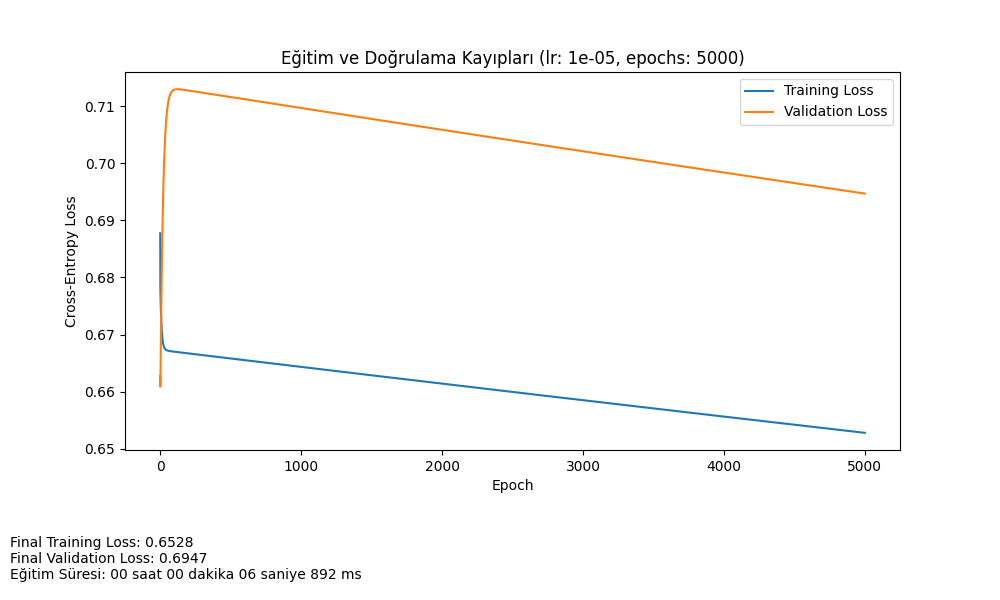 Eğitim ve Doğrulama Kayıpları (lr: 1e-05, epochs: 5000)
Training Loss
Validation Loss
Cross-Entropy Loss
0.71
0.70
0.69
0.68
0.67
0.66
0.65
0
1000
2000
3000
4000
5000
Epoch
Final Training Loss: 0.6528
Final Validation Loss: 0.6947
Eğitim Süresi: 00 saat 00 dakika 06 saniye 892 ms